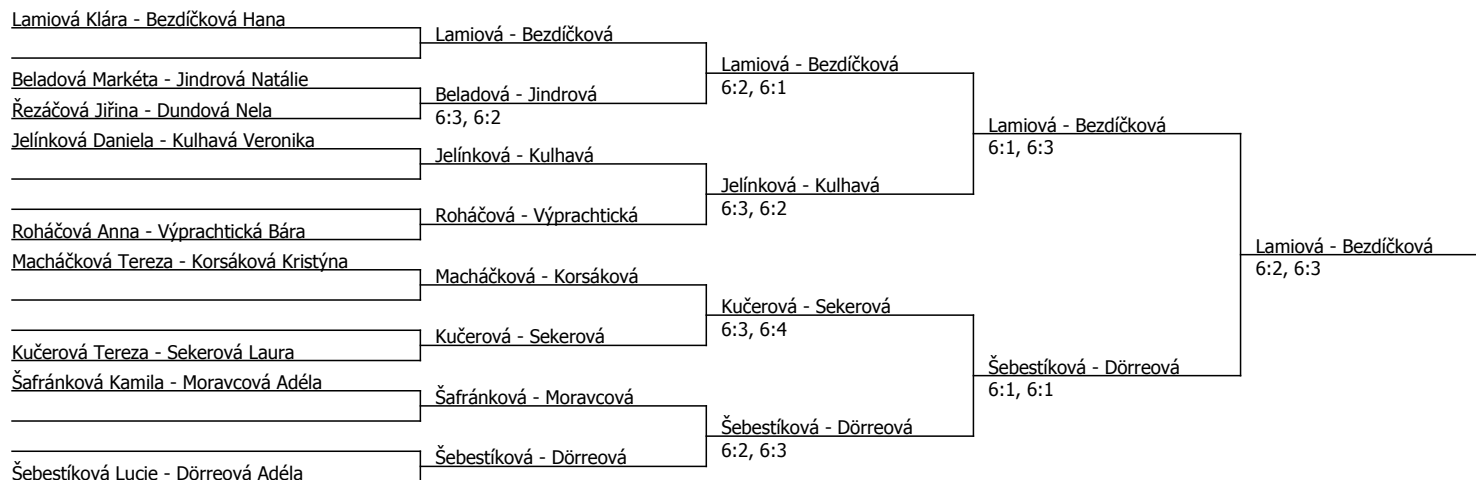 Lamiová Klára - Bezdíčková Hana
Lamiová - Bezdíčková
Lamiová - Bezdíčková
6:2, 6:1
Beladová Markéta - Jindrová Natálie
Beladová - Jindrová
6:3, 6:2
Řezáčová Jiřina - Dundová Nela
Lamiová - Bezdíčková
6:1, 6:3
Jelínková Daniela - Kulhavá Veronika
Jelínková - Kulhavá
Jelínková - Kulhavá
6:3, 6:2
Roháčová - Výprachtická
Roháčová Anna - Výprachtická Bára
Lamiová - Bezdíčková
6:2, 6:3
Macháčková Tereza - Korsáková Kristýna
Macháčková - Korsáková
Kučerová - Sekerová
6:3, 6:4
Kučerová - Sekerová
Kučerová Tereza - Sekerová Laura
Šebestíková - Dörreová
6:1, 6:1
Šafránková Kamila - Moravcová Adéla
Šafránková - Moravcová
Šebestíková - Dörreová
6:2, 6:3
Šebestíková - Dörreová
Šebestíková Lucie - Dörreová Adéla